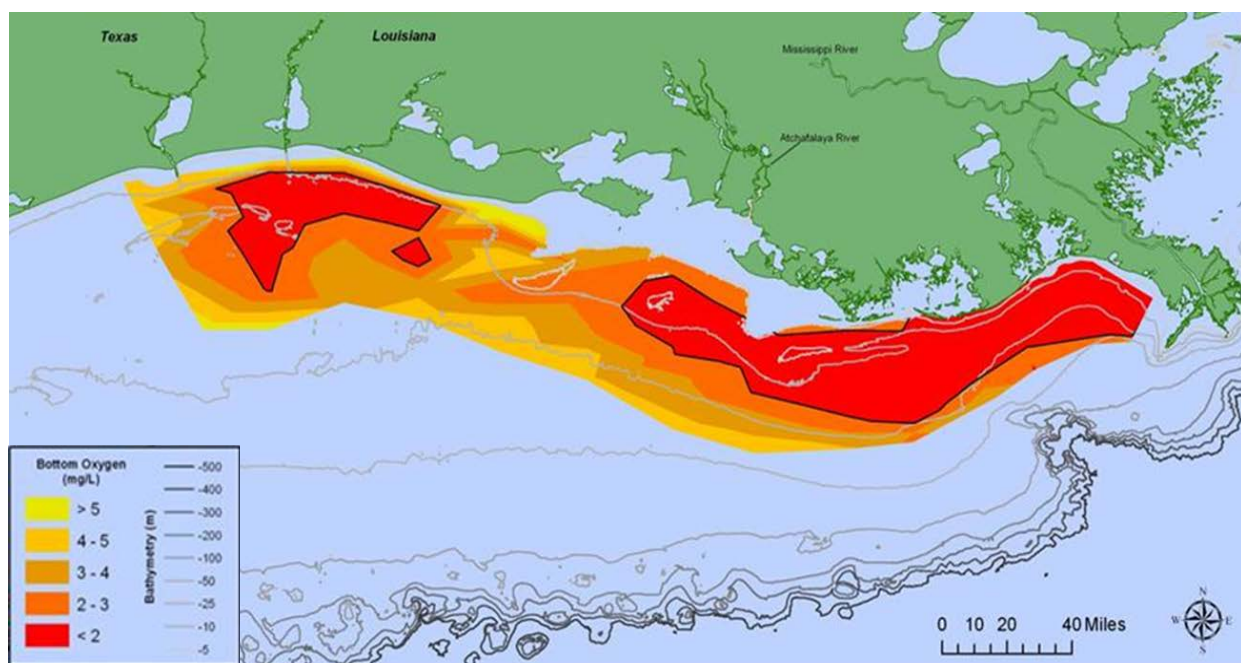 Texas
Louisiana
Mississippi River
Atchafalaya River
Bottom Oxygen
(mg/L)
> 5
4 - 5
3 - 4
2 - 3
< 2
Bathymetry (m)
-500
-400
-300
-200
-100
-50
-25
-10
-5
0 10 20 40 Miles
N
W E
S